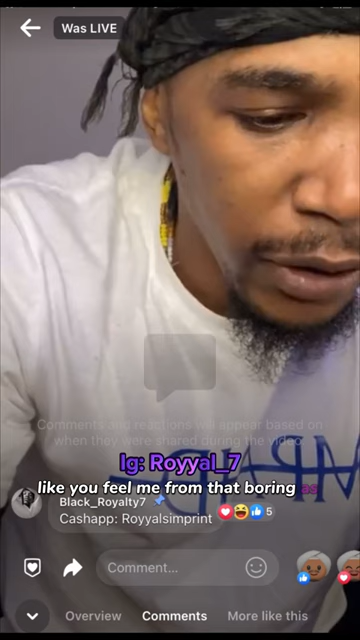 Was LIVE
Comments and reactions will appear based on
when they were shared during the video.
Ig: Royyal_7
like you feel me from that boring as
Black_Royalty7
Cashapp: Royyalsimprint
5
Comment...
Overview
Comments
More like this